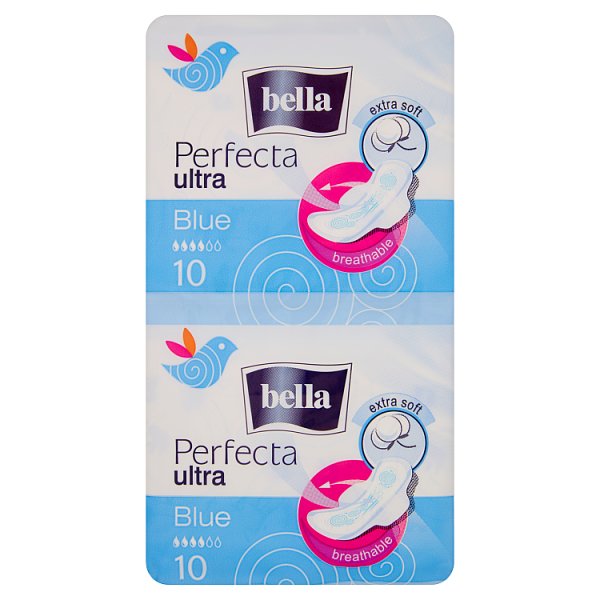 bella
extra soft
Perfecta
ultra
breathable
Blue
10
bella
extra soft
Perfecta
ultra
breathable
Blue
10